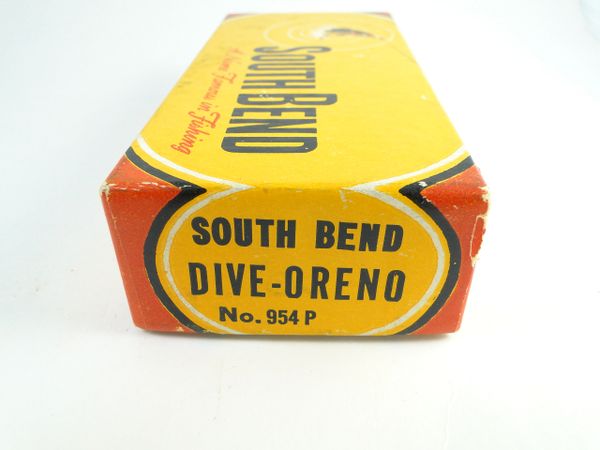 SOUTH BEND
A Name Famous in Fishing
SOUTH BEND
DIVE-ORENO
No. 954 P